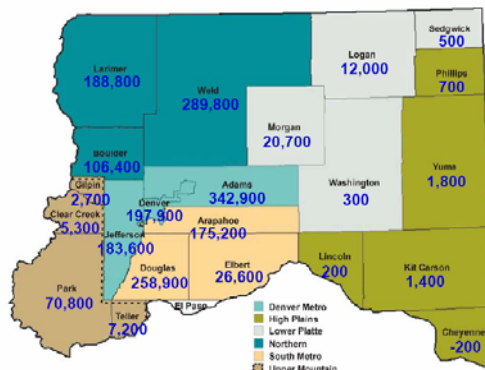 Sedgwick
500
Larimer
188,800
Logan
12,000
Phillips
700
Weld
289,800
Morgan
20,700
Boulder
106,400
Yuma
1,800
Washington
300
Gilpin
2,700
Adams
342,900
Denver
197,900
Clear Creek
5,300
Arapahoe
175,200
Jefferson
183,600
Douglas
258,900
Elbert
26,600
Lincoln
200
Kit Carson
1,400
Park
70,800
Teller
7,200
El Paso
Cheyenne
-200
Denver Metro
High Plains
Lower Platte
Northern
South Metro
Upper Mountain